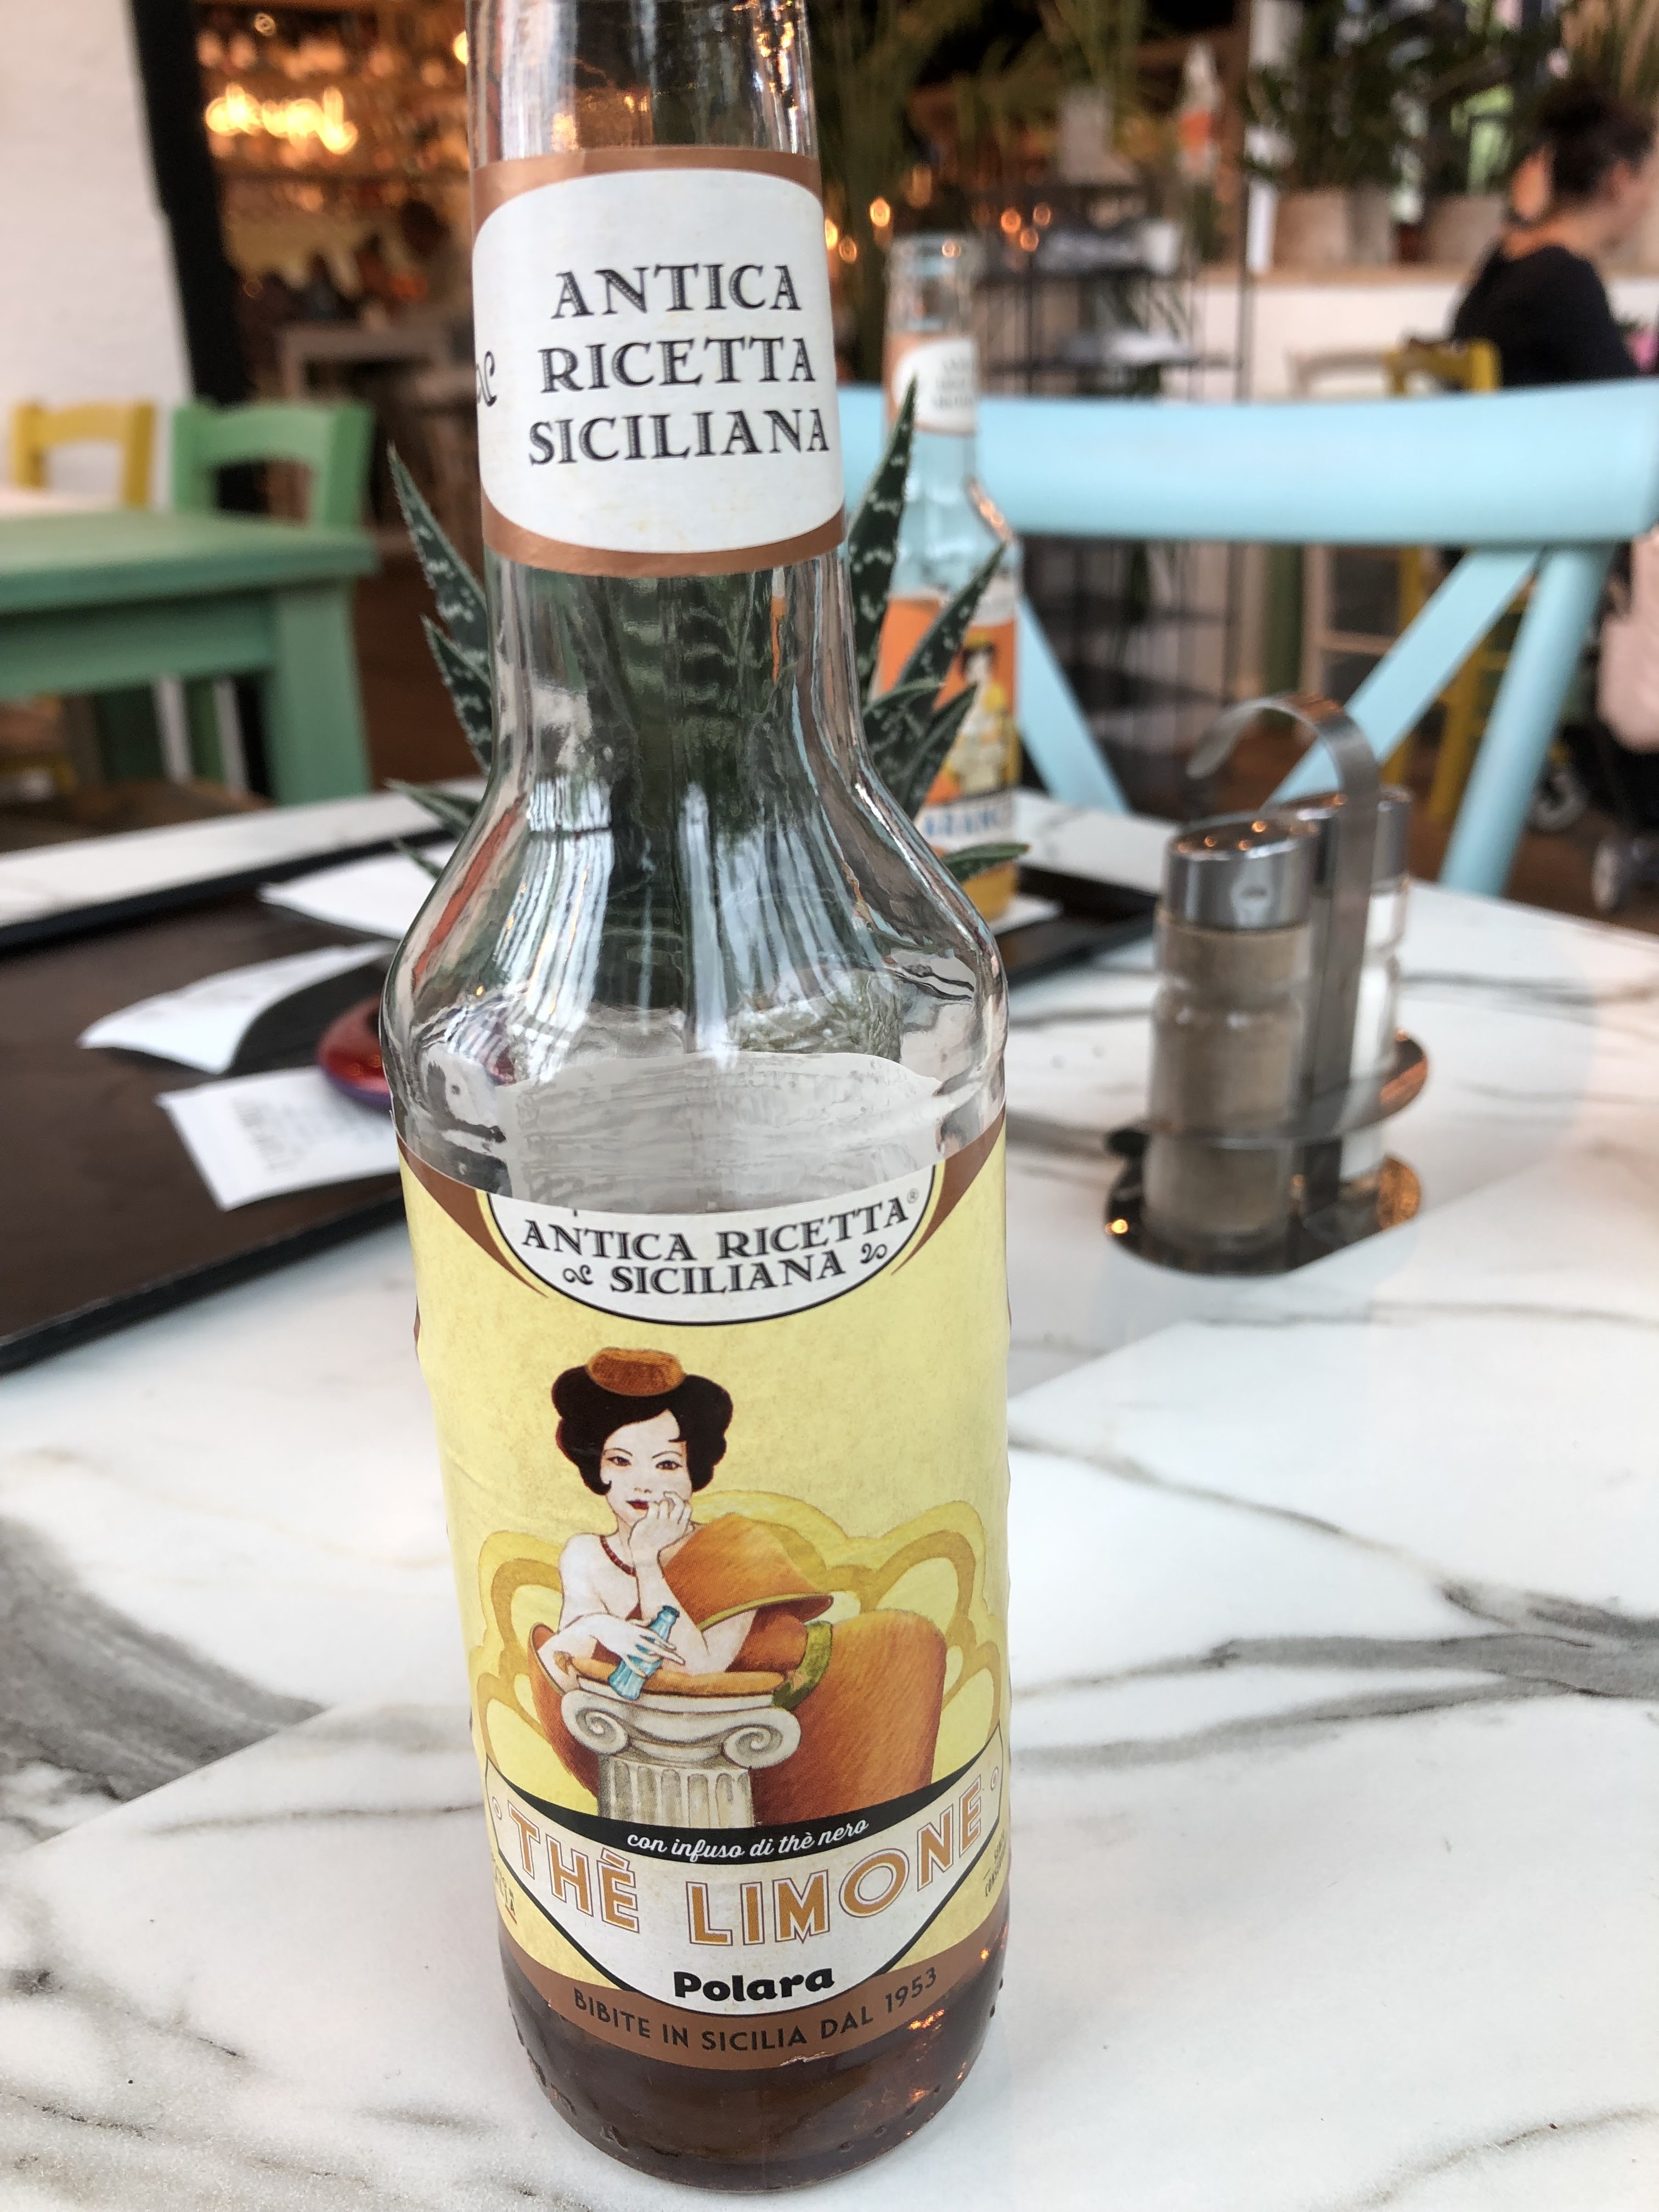 ANTICA
RICETTA
SICILIANA
ANTICA RICETTA®
SICILIANA
con infuso di thè nero
THÈ LIMONE
Polara
BIBITE IN SICILIA DAL 1953